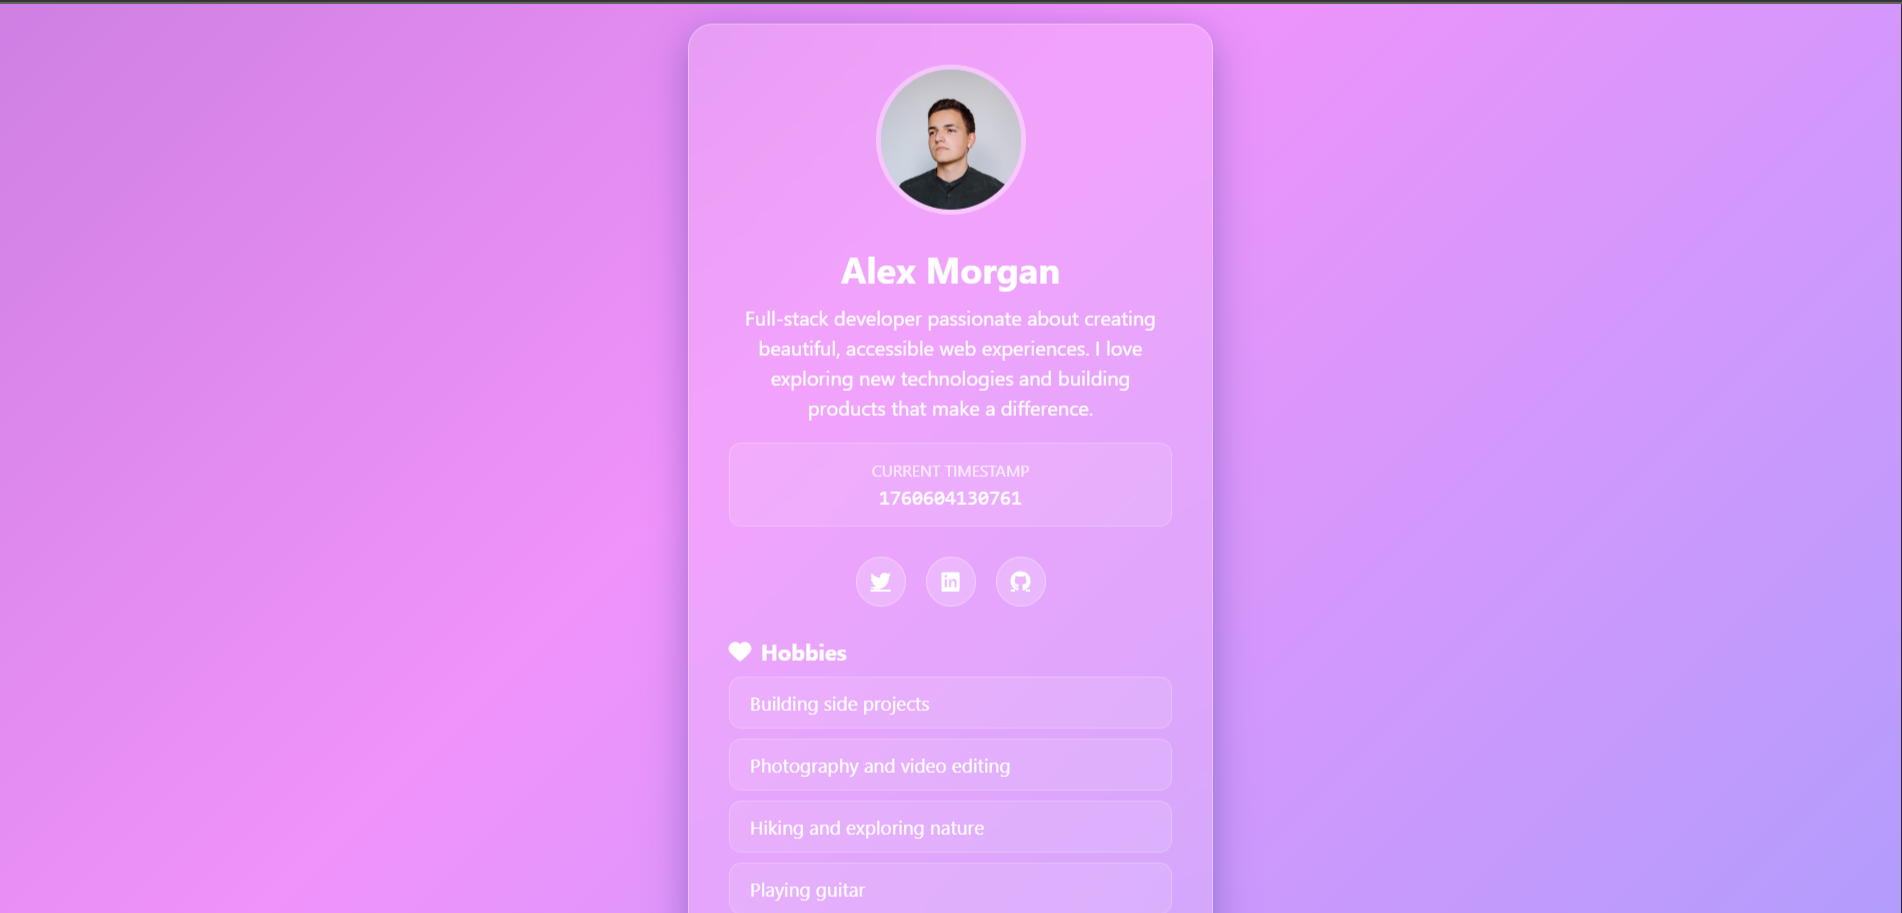 Alex Morgan
Full-stack developer passionate about creating
beautiful, accessible web experiences. I love
exploring new technologies and building
products that make a difference.
CURRENT TIMESTAMP
1760604130761
Hobbies
Building side projects
Photography and video editing
Hiking and exploring nature
Playing guitar